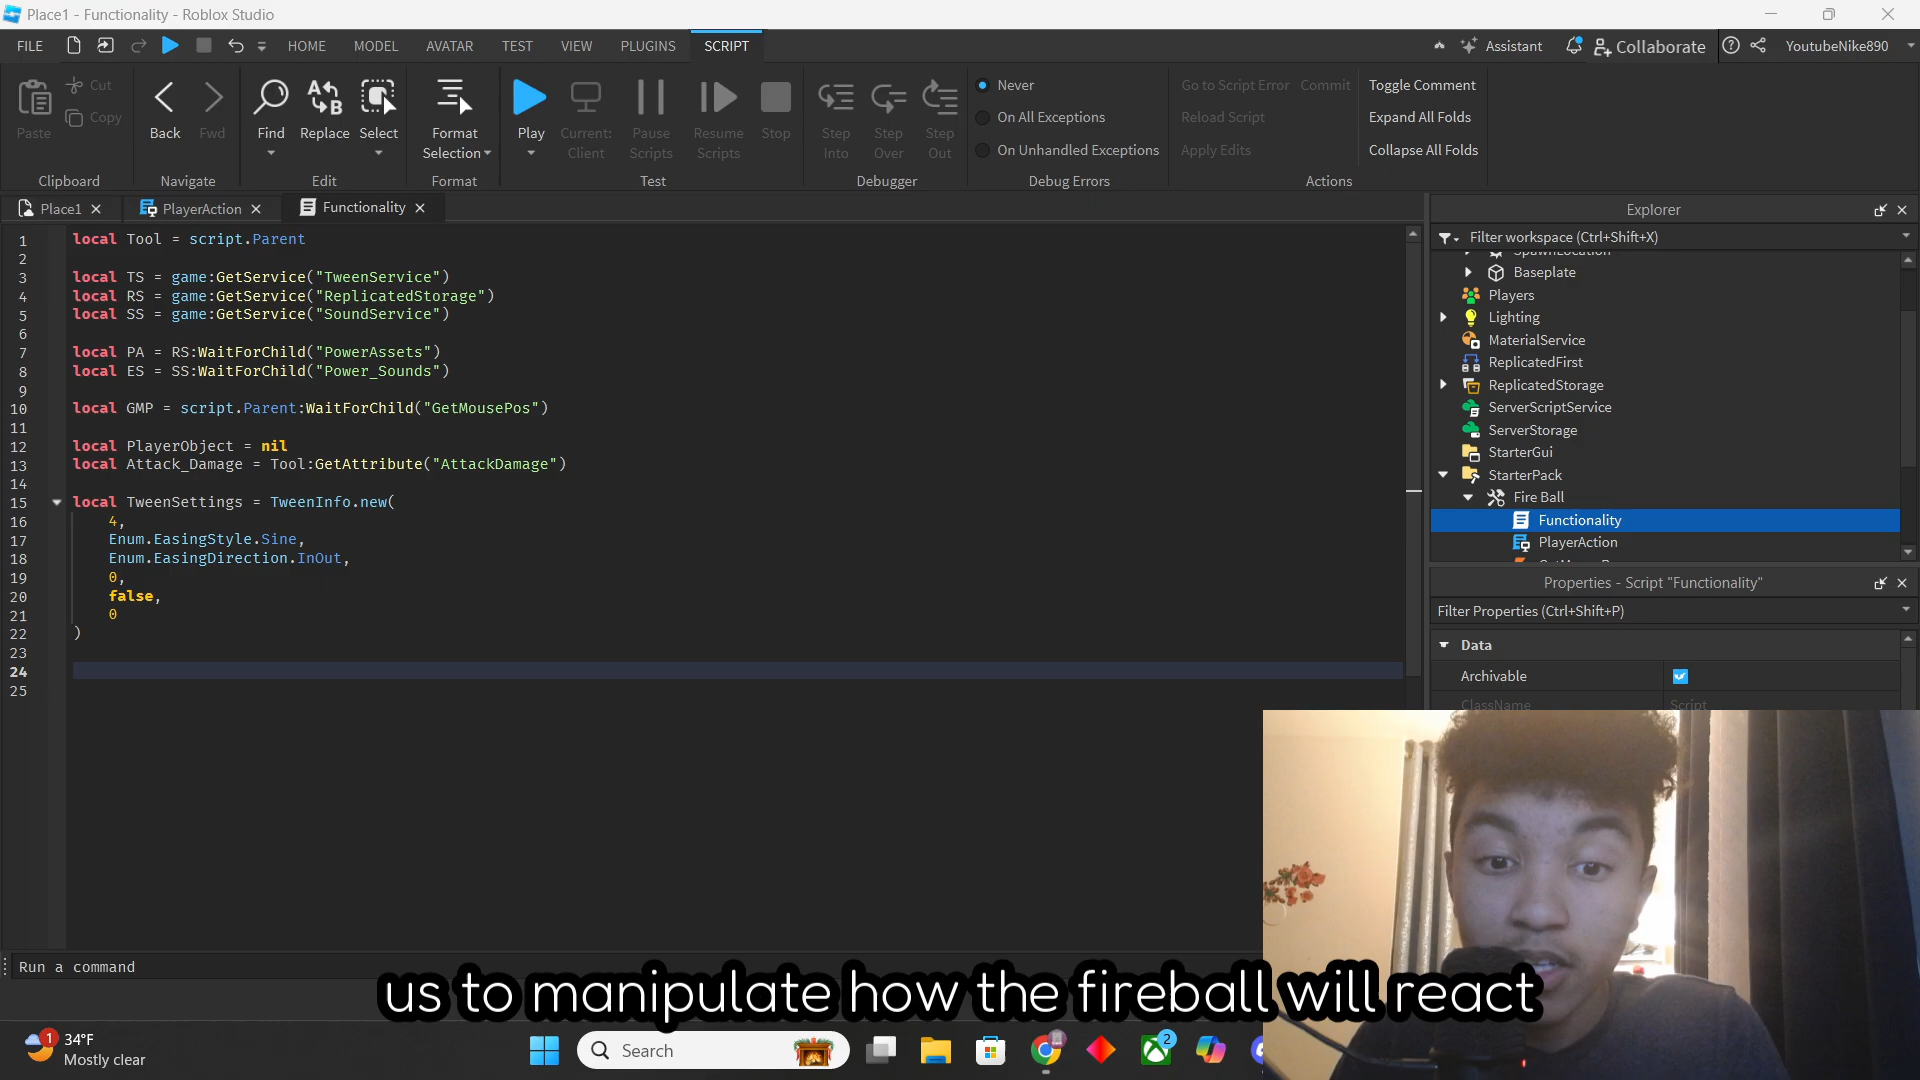 Place1 - Functionality - Roblox Studio
FILE HOME MODEL AVATAR TEST VIEW PLUGINS SCRIPT Assistant Collaborate YoutubeNike890
Paste Cut Copy
Back Fwd
Find Replace Select
Format Selection
Play Current: Client Pause Scripts Resume Scripts Stop
Step Into Step Over Step Out
Never
On All Exceptions
On Unhandled Exceptions
Go to Script Error Commit
Reload Script
Apply Edits
Toggle Comment
Expand All Folds
Collapse All Folds
Clipboard Navigate Edit Format Test Debugger Debug Errors Actions
Place1 PlayerAction Functionality
1 local Tool = script.Parent
2
3 local TS = game:GetService("TweenService")
4 local RS = game:GetService("ReplicatedStorage")
5 local SS = game:GetService("SoundService")
6
7 local PA = RS:WaitForChild("PowerAssets")
8 local ES = SS:WaitForChild("Power_Sounds")
9
10 local GMP = script.Parent:WaitForChild("GetMousePos")
11
12 local PlayerObject = nil
13 local Attack_Damage = Tool:GetAttribute("AttackDamage")
14
15 local TweenSettings = TweenInfo.new(
16 4,
17 Enum.EasingStyle.Sine,
18 Enum.EasingDirection.InOut,
19 0,
20 false,
21 0
22 )
23
24
25
Explorer
Filter workspace (Ctrl+Shift+X)
SpawnLocation
Baseplate
Players
Lighting
MaterialService
ReplicatedFirst
ReplicatedStorage
ServerScriptService
ServerStorage
StarterGui
StarterPack
Fire Ball
Functionality
PlayerAction
Properties - Script "Functionality"
Filter Properties (Ctrl+Shift+P)
Data
Archivable
ClassName Script
Run a command
us to manipulate how the fireball will react
1 34°F
Mostly clear
Search
2